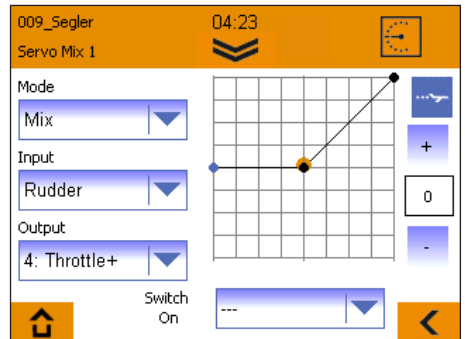 009_Segler
04:23
Servo Mix 1
Mode
Mix
Input
Rudder
Output
4: Throttle+
Switch
On
---
+
0
-